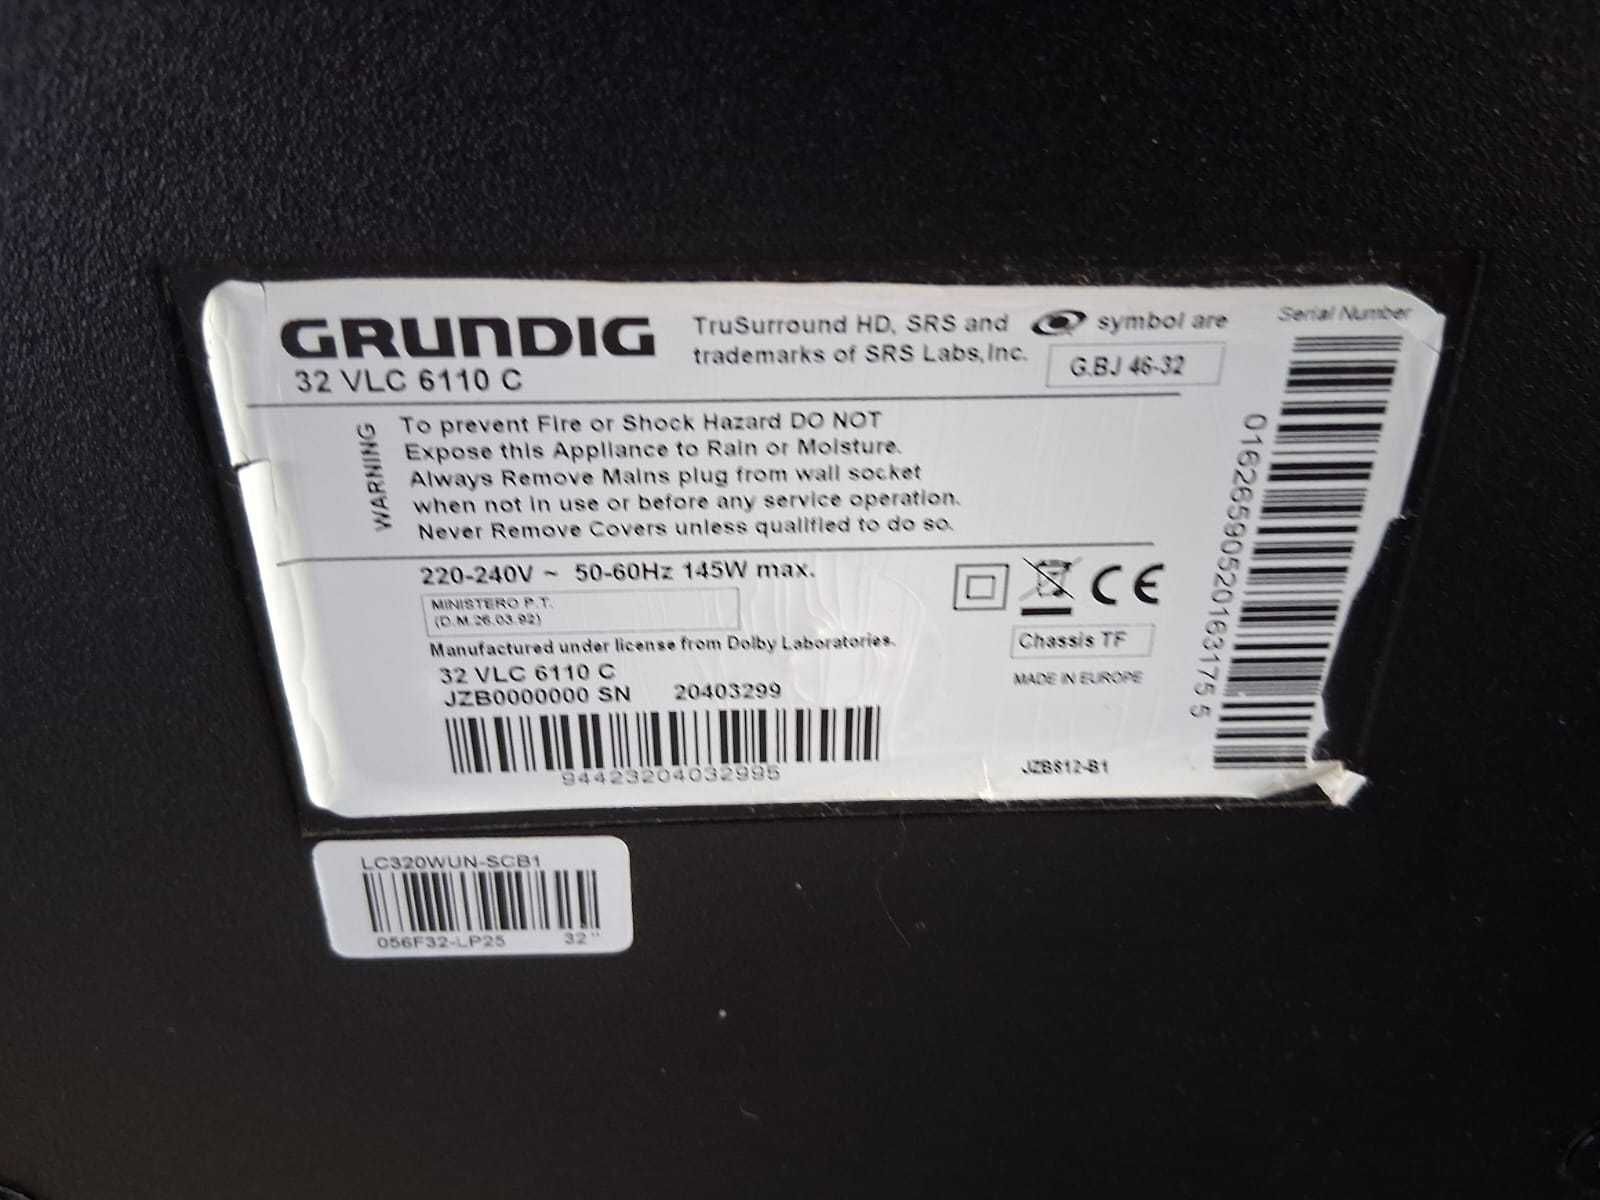 GRUNDIG
32 VLC 6110 C
TruSurround HD, SRS and symbol are
trademarks of SRS Labs,Inc.
G.BJ 46-32
Serial Number
WARNING
To prevent Fire or Shock Hazard DO NOT
Expose this Appliance to Rain or Moisture.
Always Remove Mains plug from wall socket
when not in use or before any service operation.
Never Remove Covers unless qualified to do so.
220-240V ~ 50-60Hz 145W max.
MINISTERO P.T.
(D.M.26.03.92)
Manufactured under license from Dolby Laboratories.
32 VLC 6110 C
JZB0000000 SN 20403299
94423204032995
CE
Chassis TF
MADE IN EUROPE
JZB612-B1
LC320WUN-SCB1
056F32-LP25 32"